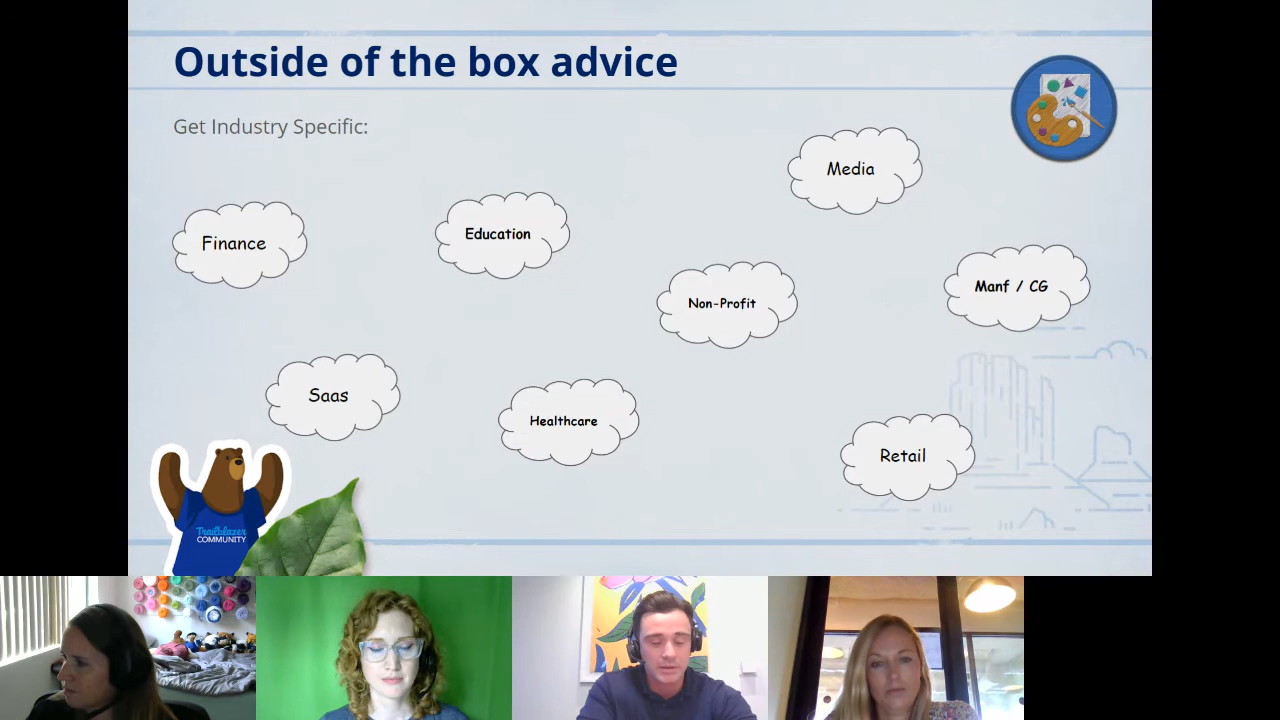 Outside of the box advice
Get Industry Specific:
Media
Finance
Education
Non-Profit
Manf / CG
Saas
Healthcare
Retail
Trailblazer
COMMUNITY